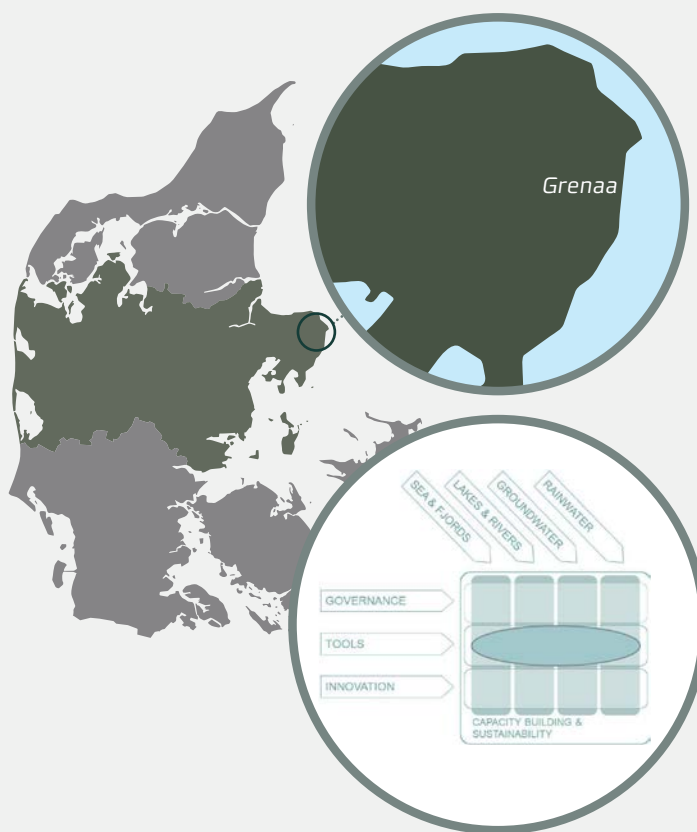 Grenaa
SEA & FJORDS
LAKES & RIVERS
GROUNDWATER
RAINWATER
GOVERNANCE
TOOLS
INNOVATION
CAPACITY BUILDING &
SUSTAINABILITY